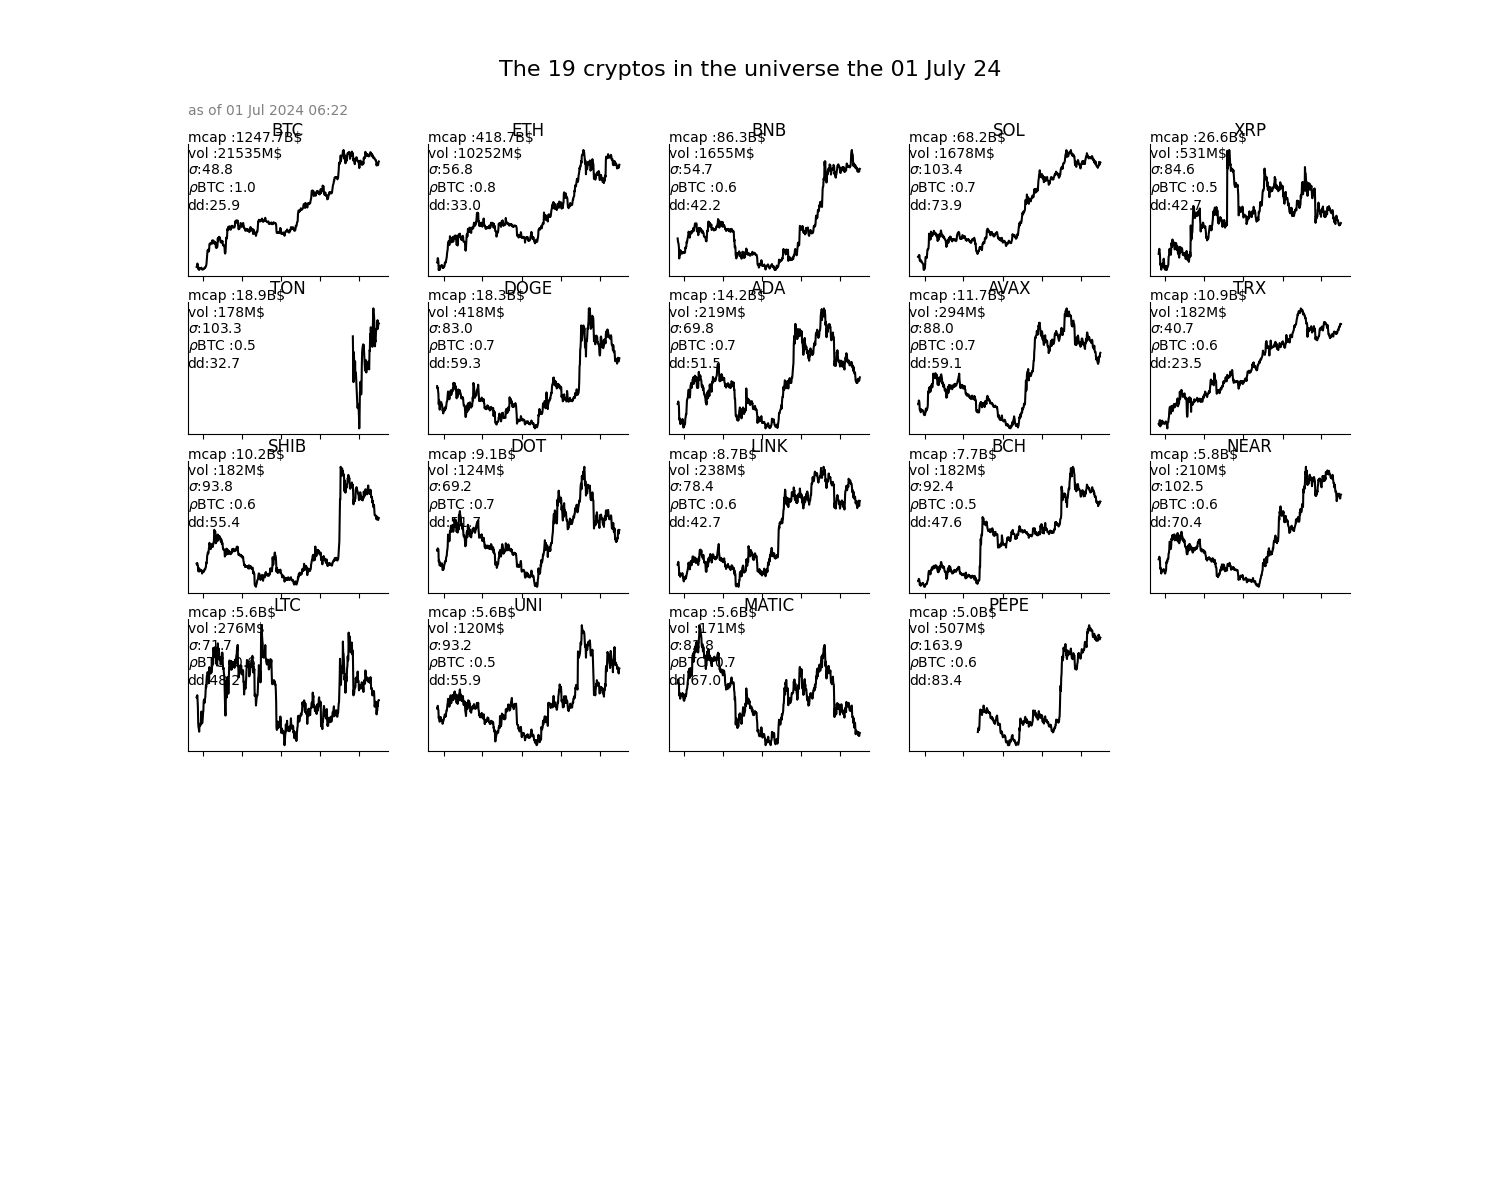 The 19 cryptos in the universe the 01 July 24
as of 01 Jul 2024 06:22
BTC
mcap :1247.7B$
vol :21535M$
σ:48.8
ρBTC :1.0
dd:25.9
ETH
mcap :418.7B$
vol :10252M$
σ:56.8
ρBTC :0.8
dd:33.0
BNB
mcap :86.3B$
vol :1655M$
σ:54.7
ρBTC :0.6
dd:42.2
SOL
mcap :68.2B$
vol :1678M$
σ:103.4
ρBTC :0.7
dd:73.9
XRP
mcap :26.6B$
vol :531M$
σ:84.6
ρBTC :0.5
dd:42.7
TON
mcap :18.9B$
vol :178M$
σ:103.3
ρBTC :0.5
dd:32.7
DOGE
mcap :18.3B$
vol :418M$
σ:83.0
ρBTC :0.7
dd:59.3
ADA
mcap :14.2B$
vol :219M$
σ:69.8
ρBTC :0.7
dd:51.5
AVAX
mcap :11.7B$
vol :294M$
σ:88.0
ρBTC :0.7
dd:59.1
TRX
mcap :10.9B$
vol :182M$
σ:40.7
ρBTC :0.6
dd:23.5
SHIB
mcap :10.2B$
vol :182M$
σ:93.8
ρBTC :0.6
dd:55.4
DOT
mcap :9.1B$
vol :124M$
σ:69.2
ρBTC :0.7
LINK
mcap :8.7B$
vol :238M$
σ:78.4
ρBTC :0.6
dd:42.7
BCH
mcap :7.7B$
vol :182M$
σ:92.4
ρBTC :0.5
dd:47.6
NEAR
mcap :5.8B$
vol :210M$
σ:102.5
ρBTC :0.6
dd:70.4
LTC
mcap :5.6B$
vol :276M$
σ:71.7
ρBTC
dd:48.2
UNI
mcap :5.6B$
vol :120M$
σ:93.2
ρBTC :0.5
dd:55.9
MATIC
mcap :5.6B$
vol :171M$
ρBTC :0.7
dd:67.0
PEPE
mcap :5.0B$
vol :507M$
σ:163.9
ρBTC :0.6
dd:83.4